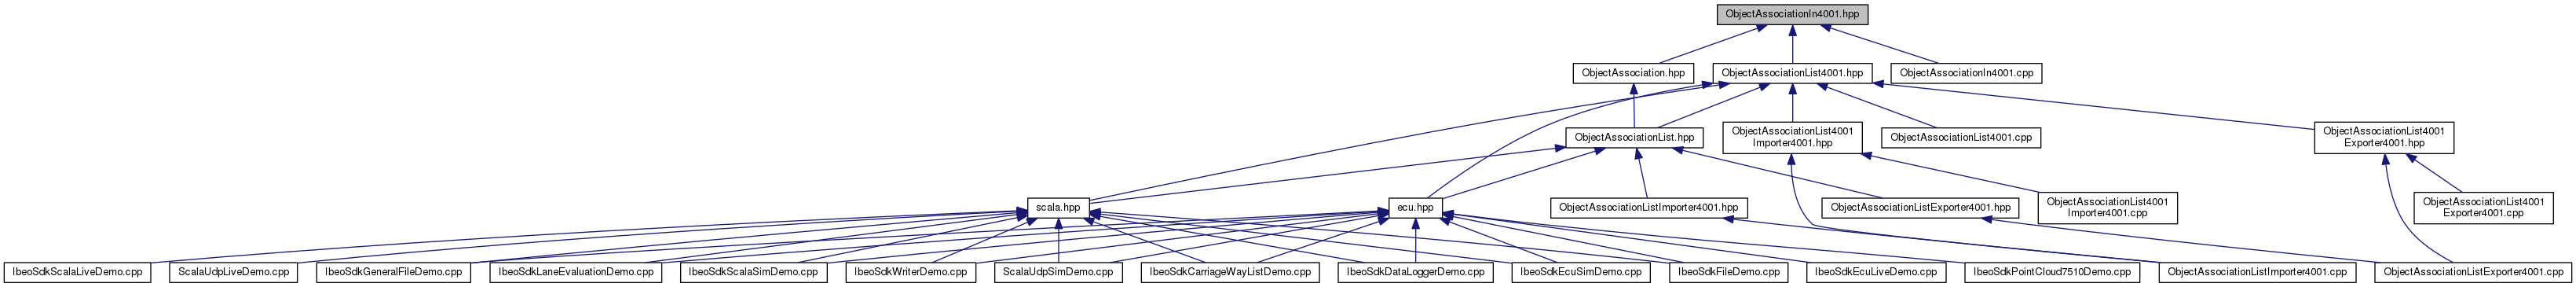 ObjectAssociationIn4001.hpp
ObjectAssociation.hpp
ObjectAssociationList4001.hpp
ObjectAssociationIn4001.cpp
ObjectAssociationList.hpp
ObjectAssociationList4001
Importer4001.hpp
ObjectAssociationList4001.cpp
ObjectAssociationList4001
Exporter4001.hpp
scala.hpp
ecu.hpp
ObjectAssociationListImporter4001.hpp
ObjectAssociationListExporter4001.hpp
ObjectAssociationList4001
Importer4001.cpp
ObjectAssociationList4001
Exporter4001.cpp
IbeoSdkScalaLiveDemo.cpp
ScalaUdpLiveDemo.cpp
IbeoSdkGeneralFileDemo.cpp
IbeoSdkLaneEvaluationDemo.cpp
IbeoSdkScalaSimDemo.cpp
IbeoSdkWriterDemo.cpp
ScalaUdpSimDemo.cpp
IbeoSdkCarriageWayListDemo.cpp
IbeoSdkDataLoggerDemo.cpp
IbeoSdkEcuSimDemo.cpp
IbeoSdkFileDemo.cpp
IbeoSdkEcuLiveDemo.cpp
IbeoSdkPointCloud7510Demo.cpp
ObjectAssociationListImporter4001.cpp
ObjectAssociationListExporter4001.cpp